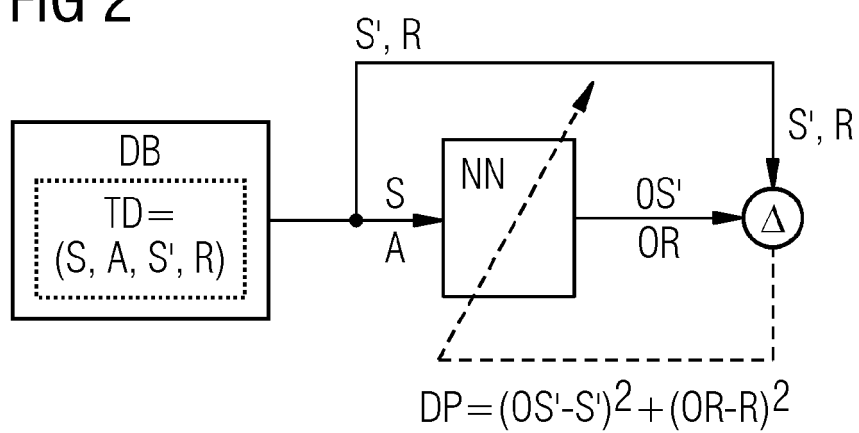 FIG 2
S', R
DB
TD=
(S, A, S', R)
S
A
NN
OS'
OR
S', R
Δ
DP=(OS'-S')²+(OR-R)²